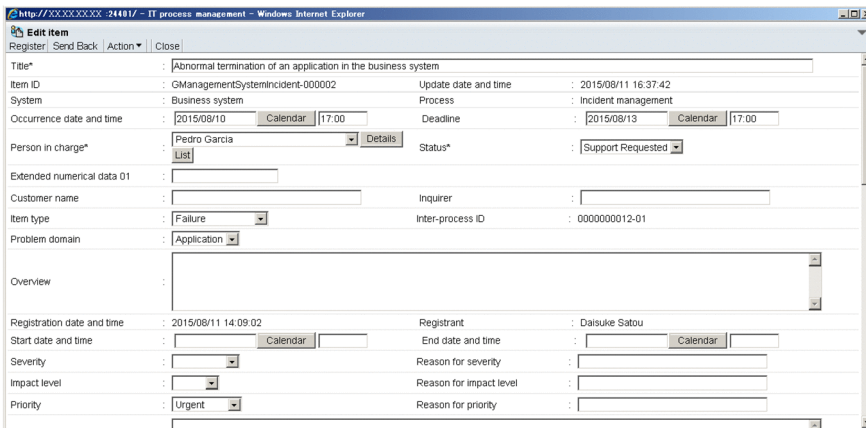 http://XX.XX.XX.XX :24401/ - IT process management - Windows Internet Explorer
Edit item
Register Send Back Action Close
Title* : Abnormal termination of an application in the business system
Item ID : GManagementSystemIncident-000002 Update date and time : 2015/08/11 16:37:42
System : Business system Process : Incident management
Occurrence date and time : 2015/08/10 Calendar 17:00 Deadline : 2015/08/13 Calendar 17:00
Person in charge* : Pedro Garcia Details List Status* : Support Requested
Extended numerical data 01 :
Customer name : Inquirer :
Item type : Failure Inter-process ID : 0000000012-01
Problem domain : Application
Overview :
Registration date and time : 2015/08/11 14:09:02 Registrant : Daisuke Satou
Start date and time : Calendar End date and time : Calendar
Severity : Reason for severity :
Impact level : Reason for impact level :
Priority : Urgent Reason for priority :